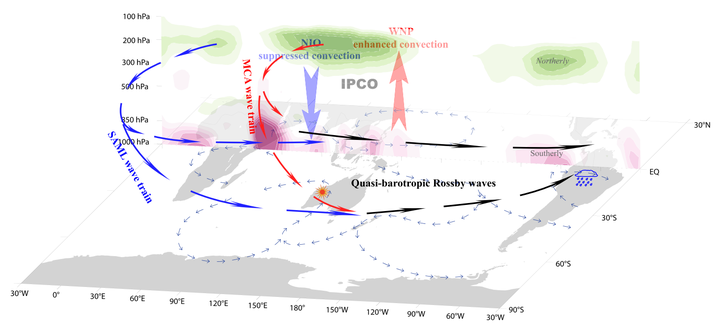 100 hPa
200 hPa
300 hPa
500 hPa
850 hPa
1000 hPa
NIO
suppressed convection
WNP
enhanced convection
IPCO
Northerly
Southerly
MCA wave train
SAML wave train
Quasi-barotropic Rossby waves
30°N
EQ
30°S
60°S
90°S
30°W
0°
30°E
60°E
90°E
120°E
150°E
180°
150°W
120°W
90°W
60°W
30°W